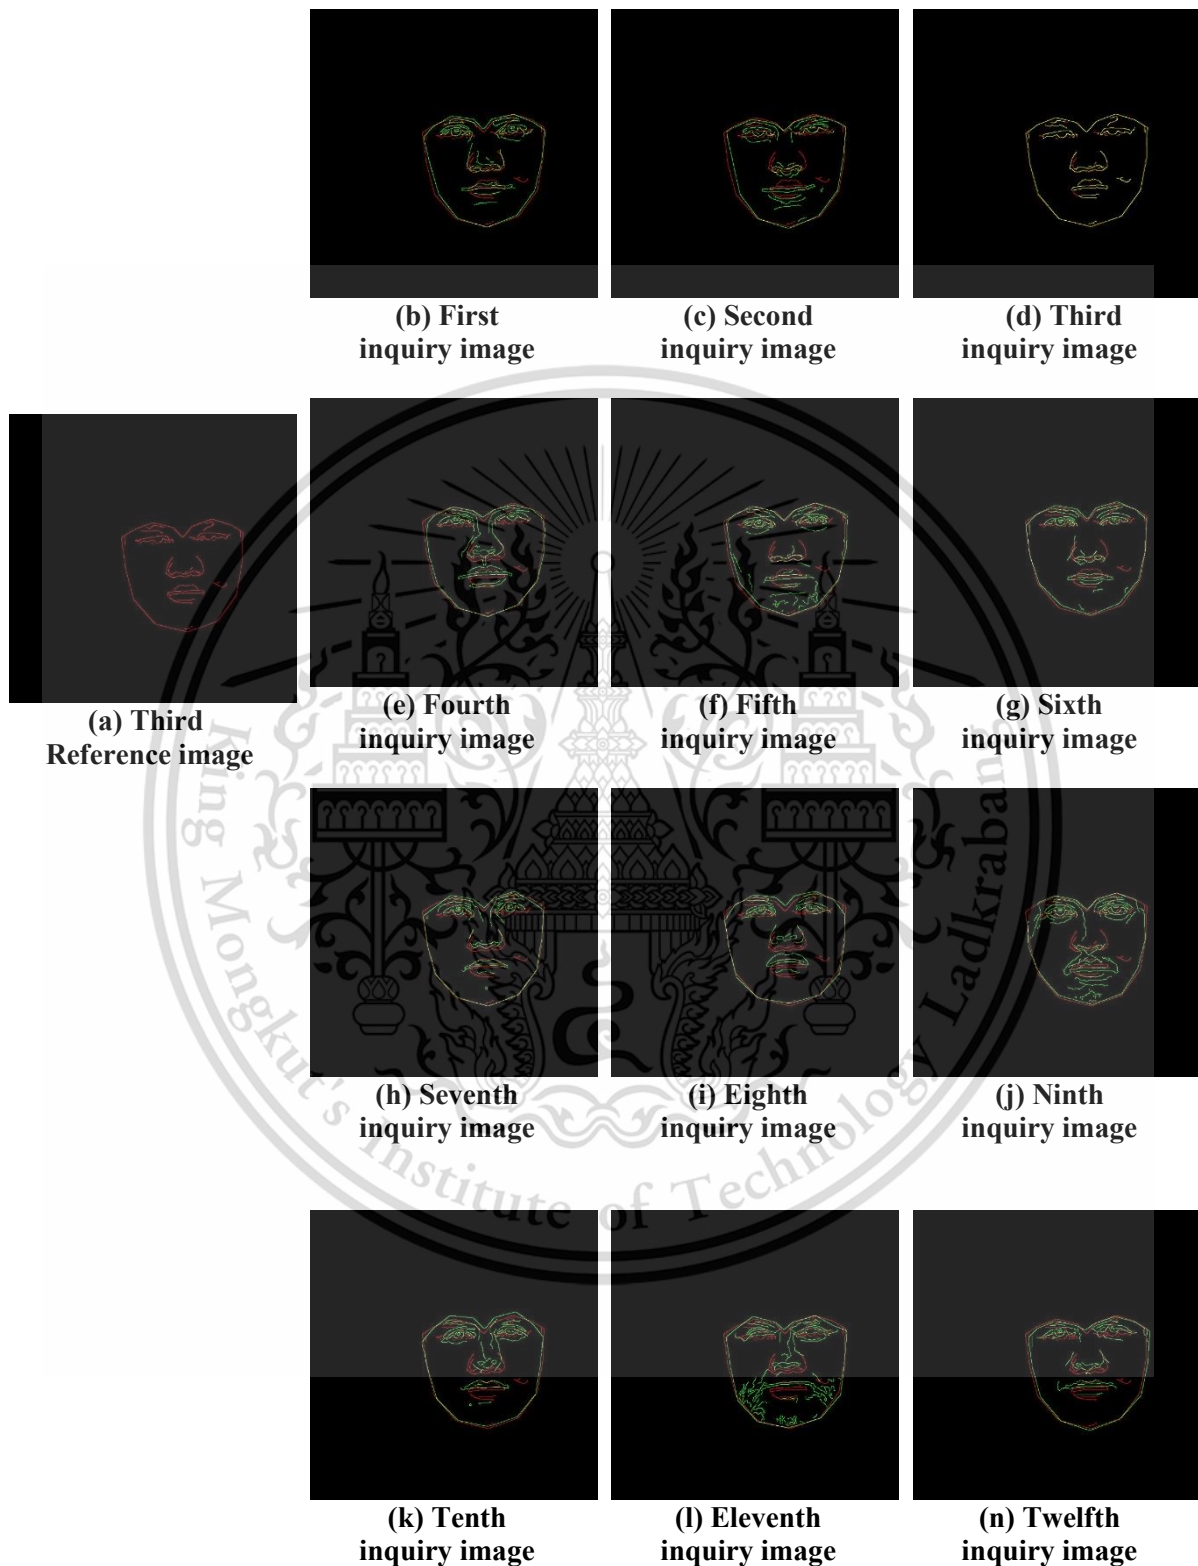 (b) First
inquiry image
(c) Second
inquiry image
(d) Third
inquiry image
(a) Third
Reference image
(e) Fourth
inquiry image
(f) Fifth
inquiry image
(g) Sixth
inquiry image
(h) Seventh
inquiry image
(i) Eighth
inquiry image
(j) Ninth
inquiry image
(k) Tenth
inquiry image
(l) Eleventh
inquiry image
(n) Twelfth
inquiry image
King Mongkut's Institute of Technology Ladkrabang